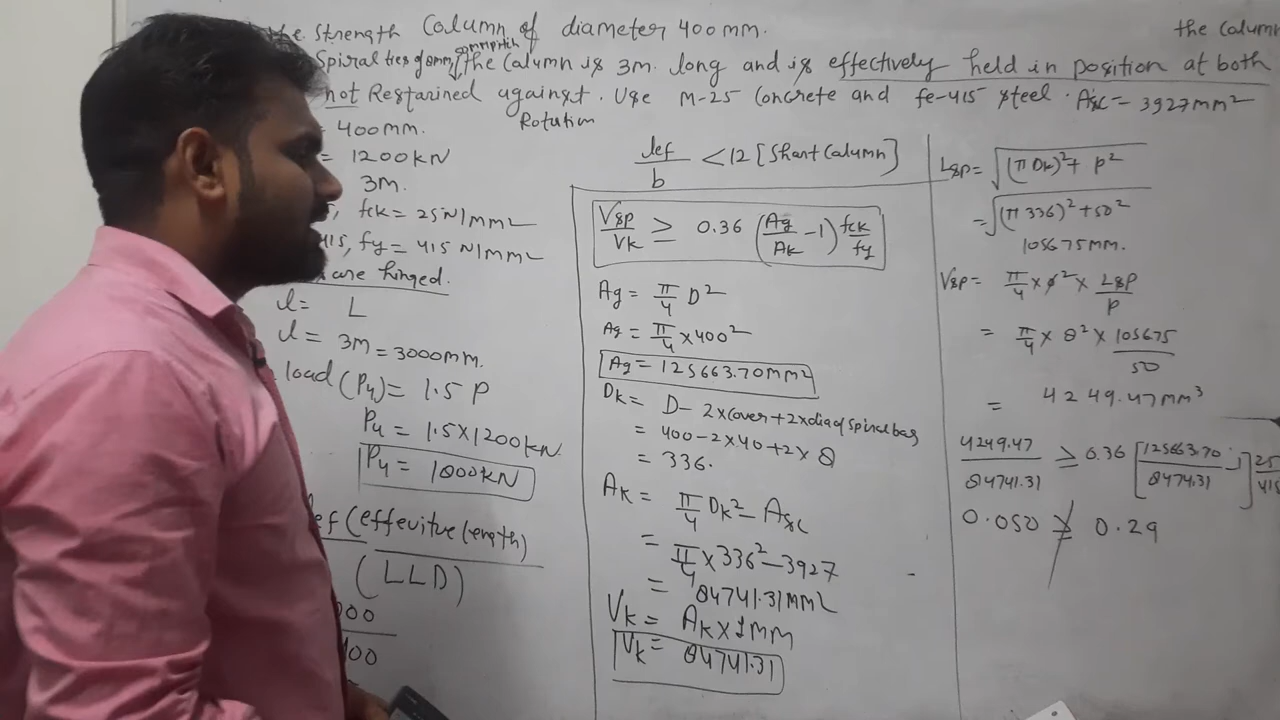 the Strength Column of diameter 400mm. the Column
Spiral ties of 8mm, the Column is 3m. long and is effectively held in position at both
not Restarined against. Use M-25 Concrete and fe-415 steel. Asc = 3927mm²
Rotation
= 400mm.
= 1200kN
3m.
fck = 25N/mm²
415, fy = 415 N/mm²
are hinged.
l = L
l = 3m = 3000mm.
load (Pu) = 1.5 P
Pu = 1.5×1200kN
Pu = 1800kN
lef (effevitve length)
(LLD)
lef/b < 12 [Short Column]
Vsp/Vk ≥ 0.36 (Ag/Ak - 1) fck/fy
Ag = π/4 D²
Ag = π/4 × 400²
Ag = 125663.70mm²
Dk = D - 2×cover + 2×dia of Spiral bar
= 400 - 2×40 + 2×8
= 336.
Ak = π/4 Dk² - Asc
= π/4 × 336² - 3927
= 84741.31mm²
Vk = Ak × 1mm
Vk = 84741.31
Lsp = √(π Dk)² + p²
= √(π 336)² + 50²
105675mm.
Vsp = π/4 × ϕ² × Lsp/p
= π/4 × 8² × 105675/50
= 4249.47mm³
4249.47/84741.31 ≥ 0.36 [125663.70/8474.31 - 1] 25/415
0.050 ≱ 0.29